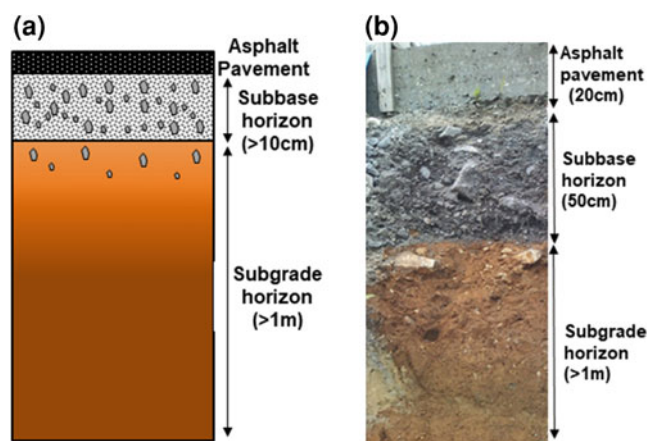 (a)
Asphalt
Pavement
Subbase
horizon
(>10cm)
Subgrade
horizon
(>1m)
(b)
Asphalt
pavement
(20cm)
Subbase
horizon
(50cm)
Subgrade
horizon
(>1m)